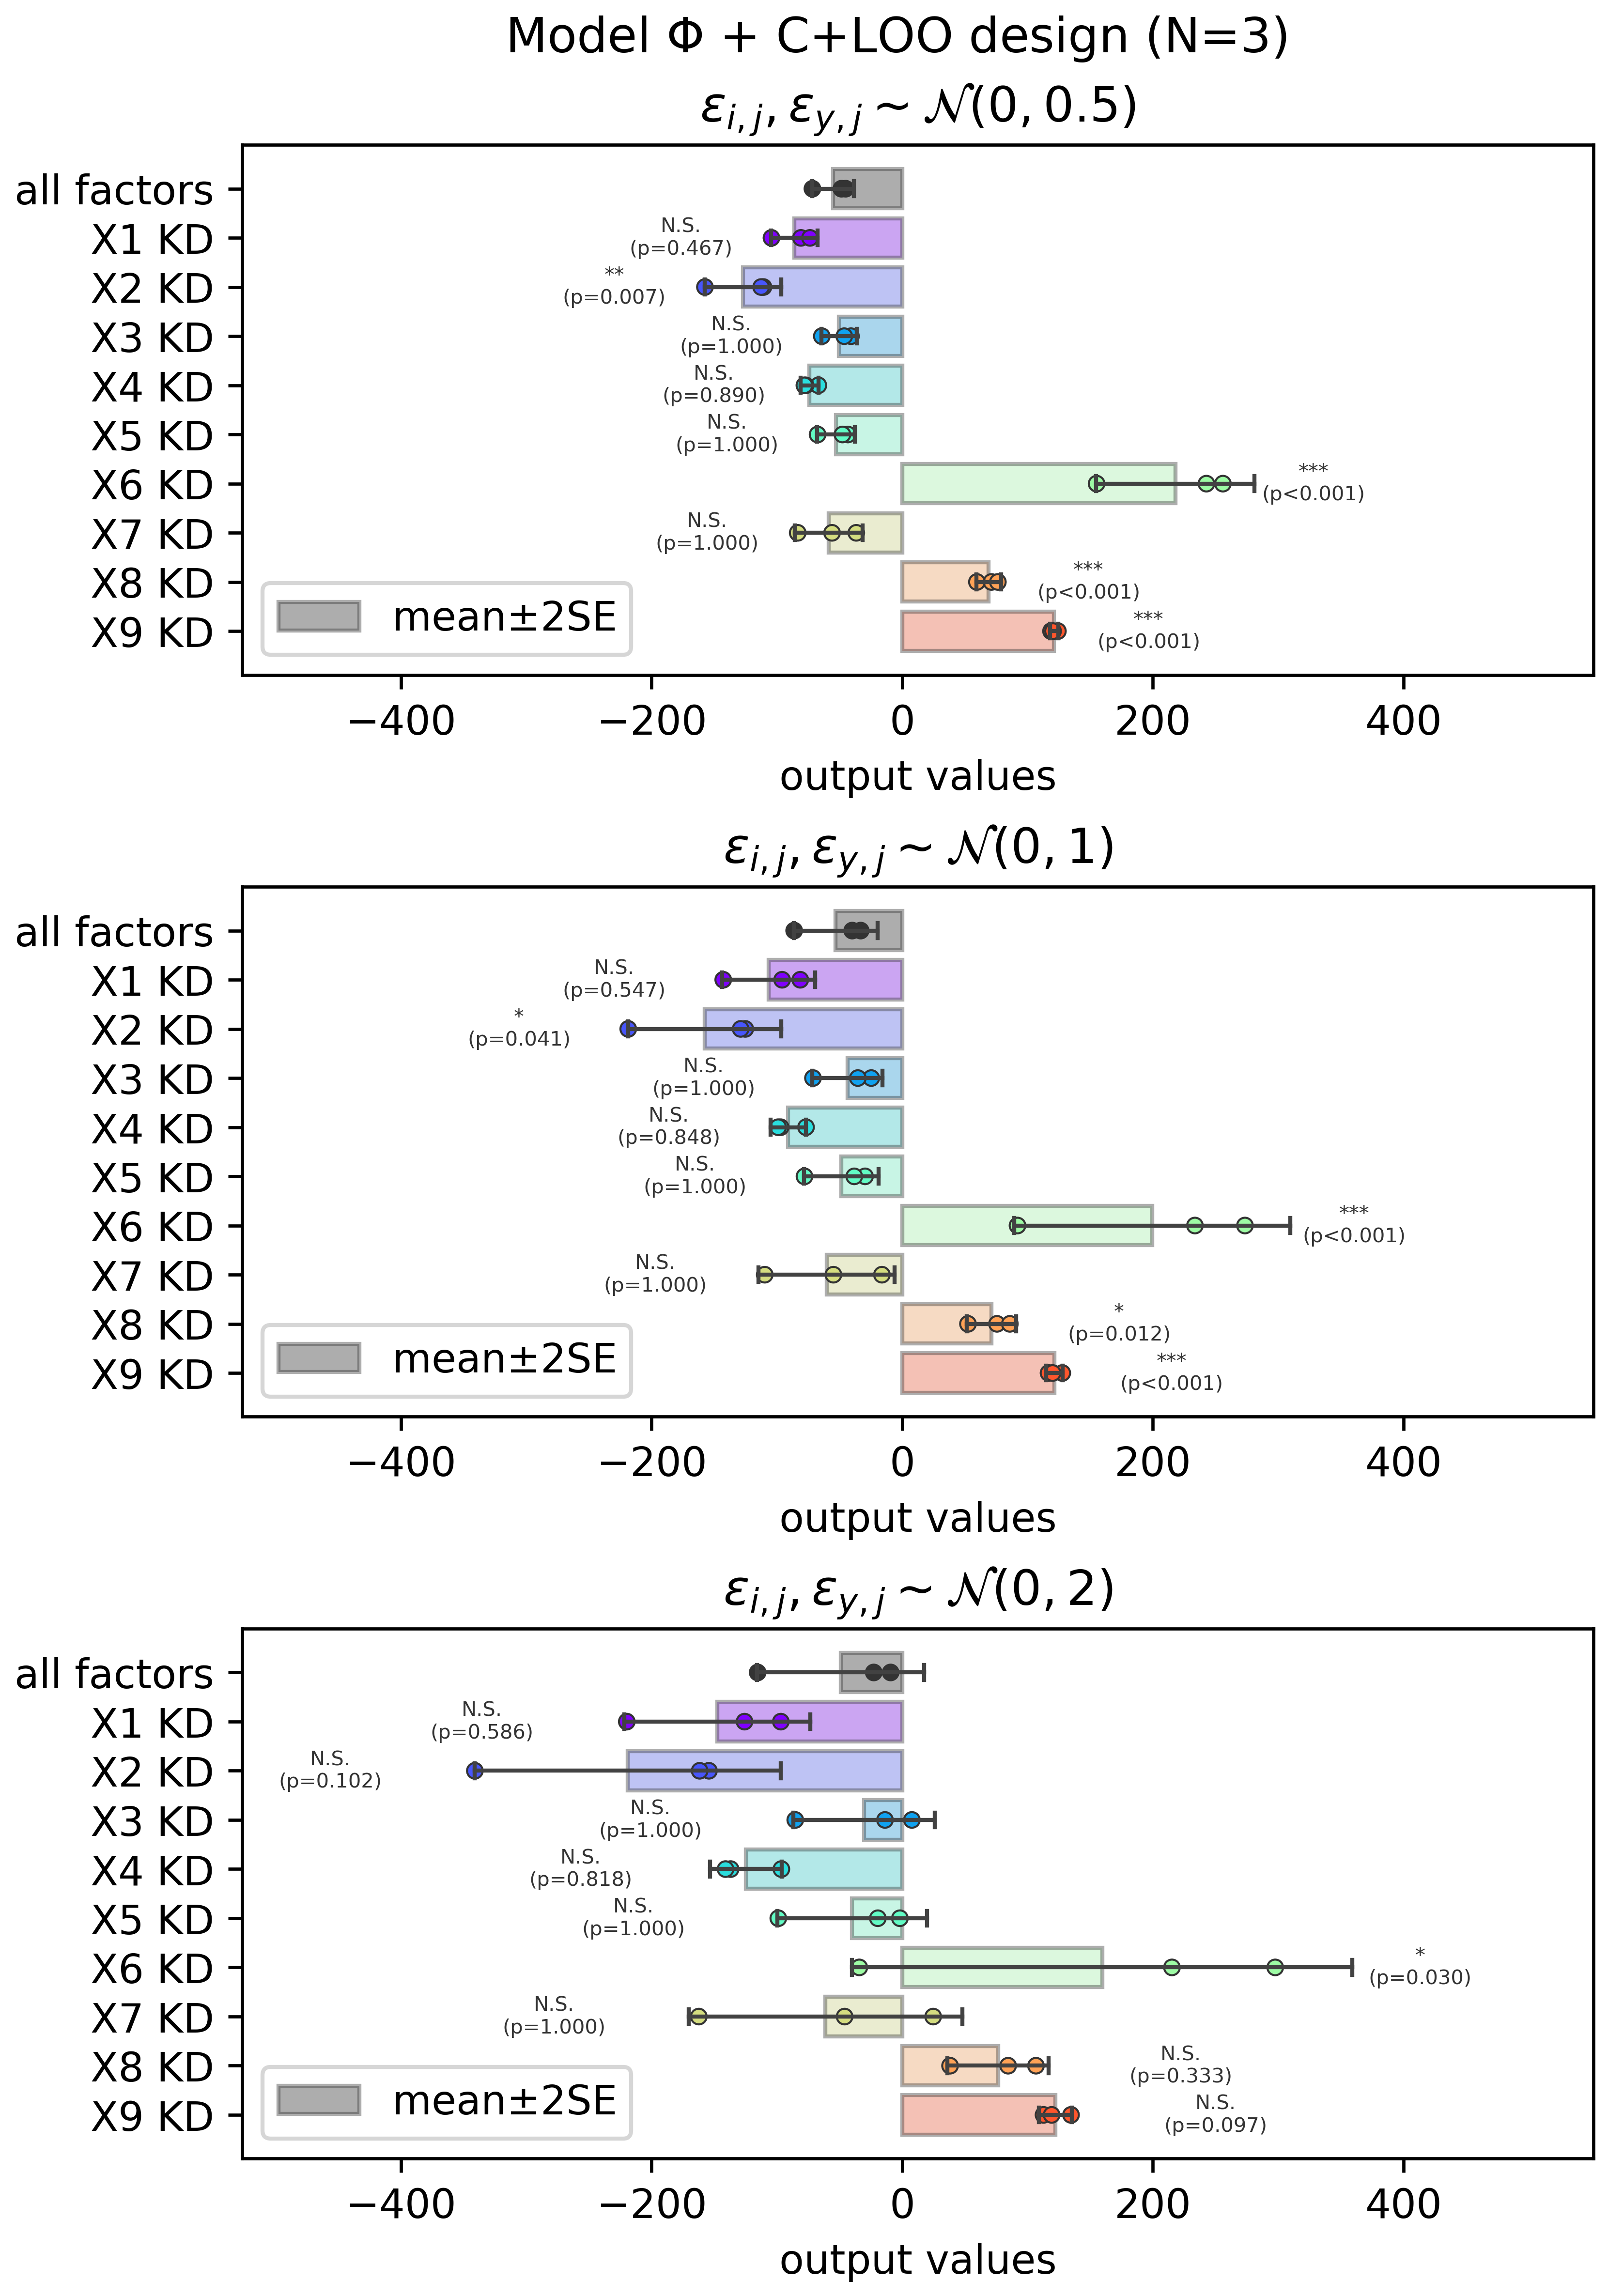 Model Φ + C+LOO design (N=3)
ε_{i,j}, ε_{y,j} ~ 𝒩(0, 0.5)
all factors
X1 KD
N.S.
(p=0.467)
X2 KD
**
(p=0.007)
X3 KD
N.S.
(p=1.000)
X4 KD
N.S.
(p=0.890)
X5 KD
N.S.
(p=1.000)
X6 KD
***
(p<0.001)
X7 KD
N.S.
(p=1.000)
X8 KD
***
(p<0.001)
X9 KD
***
(p<0.001)
mean±2SE
−400 −200 0 200 400
output values
ε_{i,j}, ε_{y,j} ~ 𝒩(0, 1)
all factors
X1 KD
N.S.
(p=0.547)
X2 KD
*
(p=0.041)
X3 KD
N.S.
(p=1.000)
X4 KD
N.S.
(p=0.848)
X5 KD
N.S.
(p=1.000)
X6 KD
***
(p<0.001)
X7 KD
N.S.
(p=1.000)
X8 KD
*
(p=0.012)
X9 KD
***
(p<0.001)
mean±2SE
−400 −200 0 200 400
output values
ε_{i,j}, ε_{y,j} ~ 𝒩(0, 2)
all factors
X1 KD
N.S.
(p=0.586)
X2 KD
N.S.
(p=0.102)
X3 KD
N.S.
(p=1.000)
X4 KD
N.S.
(p=0.818)
X5 KD
N.S.
(p=1.000)
X6 KD
*
(p=0.030)
X7 KD
N.S.
(p=1.000)
X8 KD
N.S.
(p=0.333)
X9 KD
N.S.
(p=0.097)
mean±2SE
−400 −200 0 200 400
output values